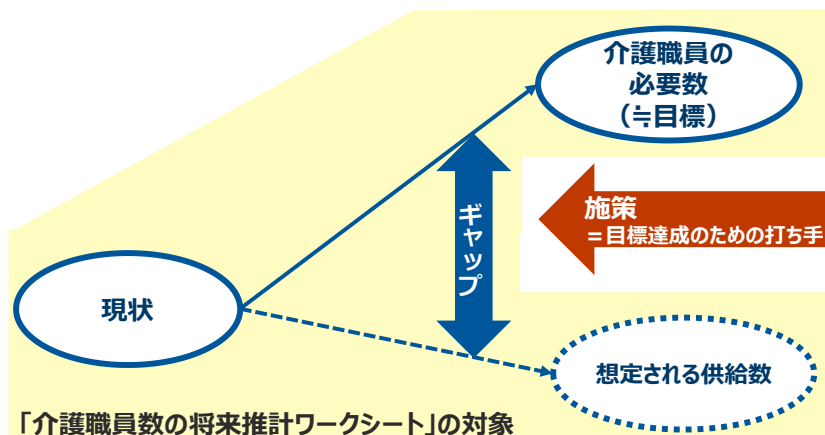 介護職員の
必要数
（≒目標）
ギャップ
施策
＝目標達成のための打ち手
現状
想定される供給数
「介護職員数の将来推計ワークシート」の対象